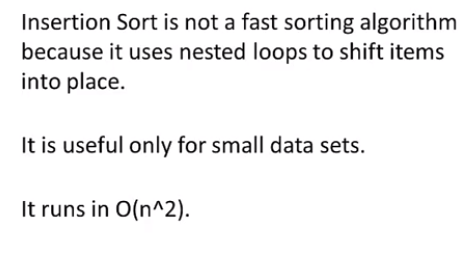 Insertion Sort is not a fast sorting algorithm
because it uses nested loops to shift items
into place.
It is useful only for small data sets.
It runs in O(n^2).